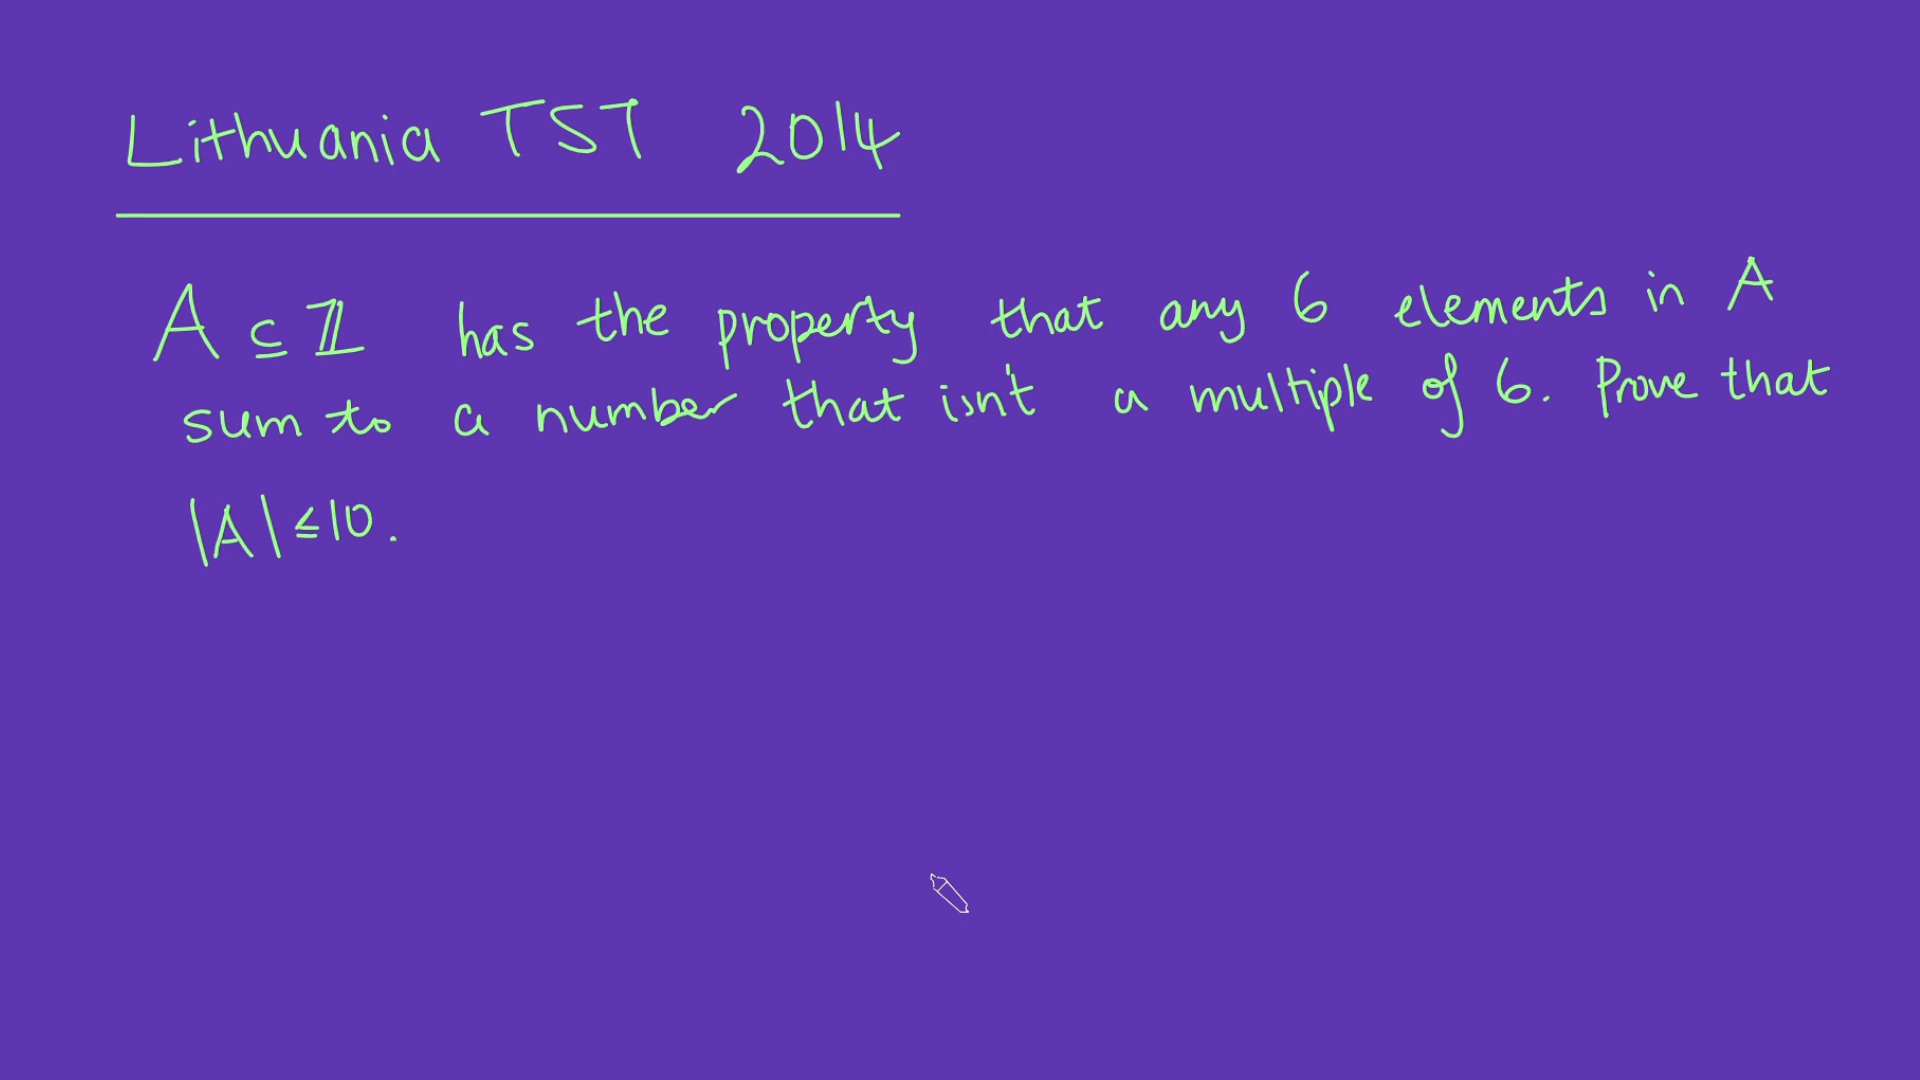 Lithuania TST 2014
A ⊆ ℤ has the property that any 6 elements in A
sum to a number that isn't a multiple of 6. Prove that
|A| ≤ 10.